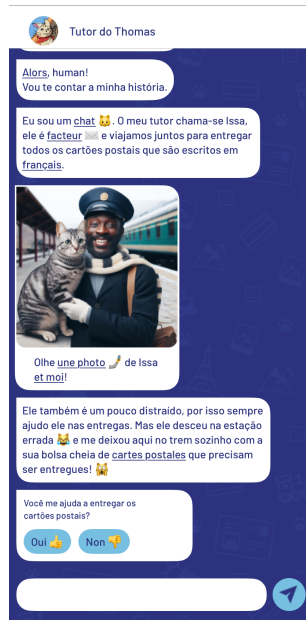 Tutor do Thomas
Alors, human!
Vou te contar a minha história.
Eu sou um chat 🐱. O meu tutor chama-se Issa,
ele é facteur ✉️ e viajamos juntos para entregar
todos os cartões postais que são escritos em
français.
Olhe une photo 🤳 de Issa
et moi!
Ele também é um pouco distraído, por isso sempre
ajudo ele nas entregas. Mas ele desceu na estação
errada 😹 e me deixou aqui no trem sozinho com a
sua bolsa cheia de cartes postales que precisam
ser entregues! 🙀
Você me ajuda a entregar os
cartões postais?
Oui 👍 Non 👎